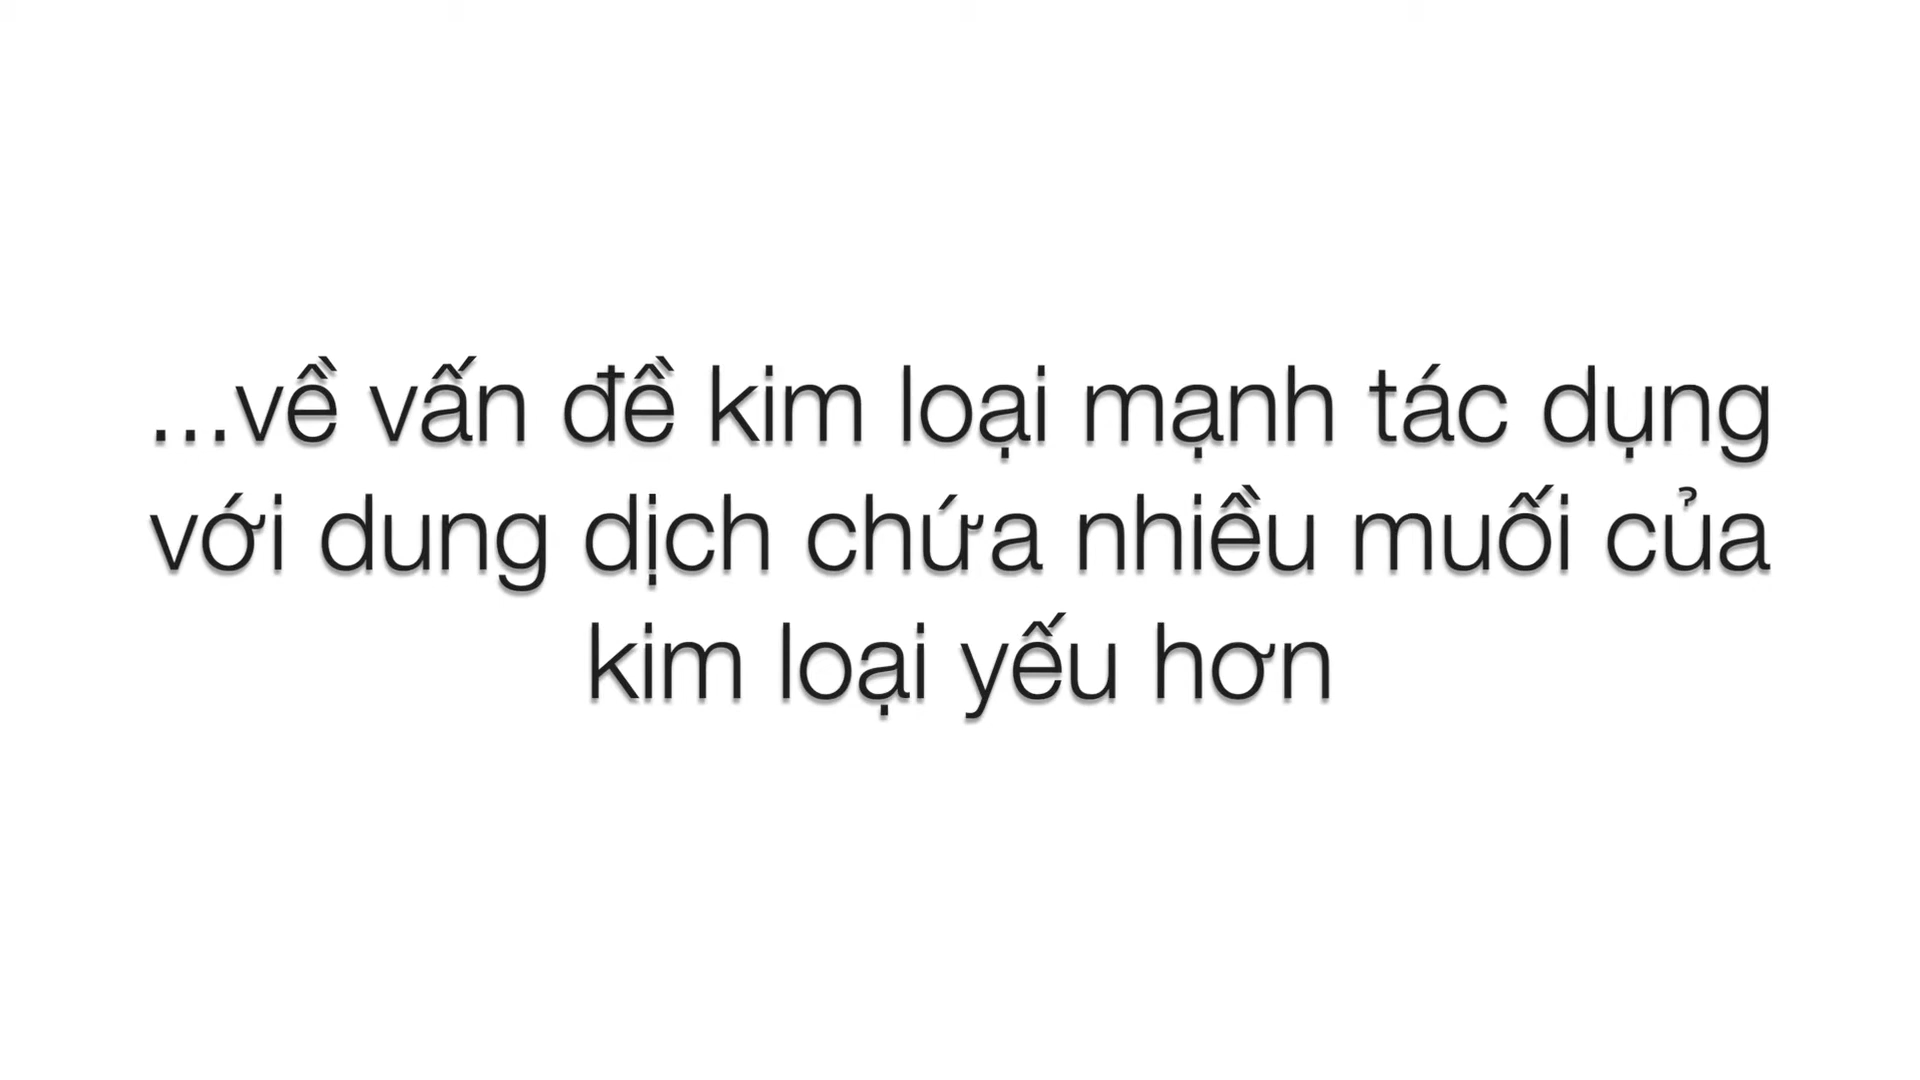 ...về vấn đề kim loại mạnh tác dụng
với dung dịch chứa nhiều muối của
kim loại yếu hơn